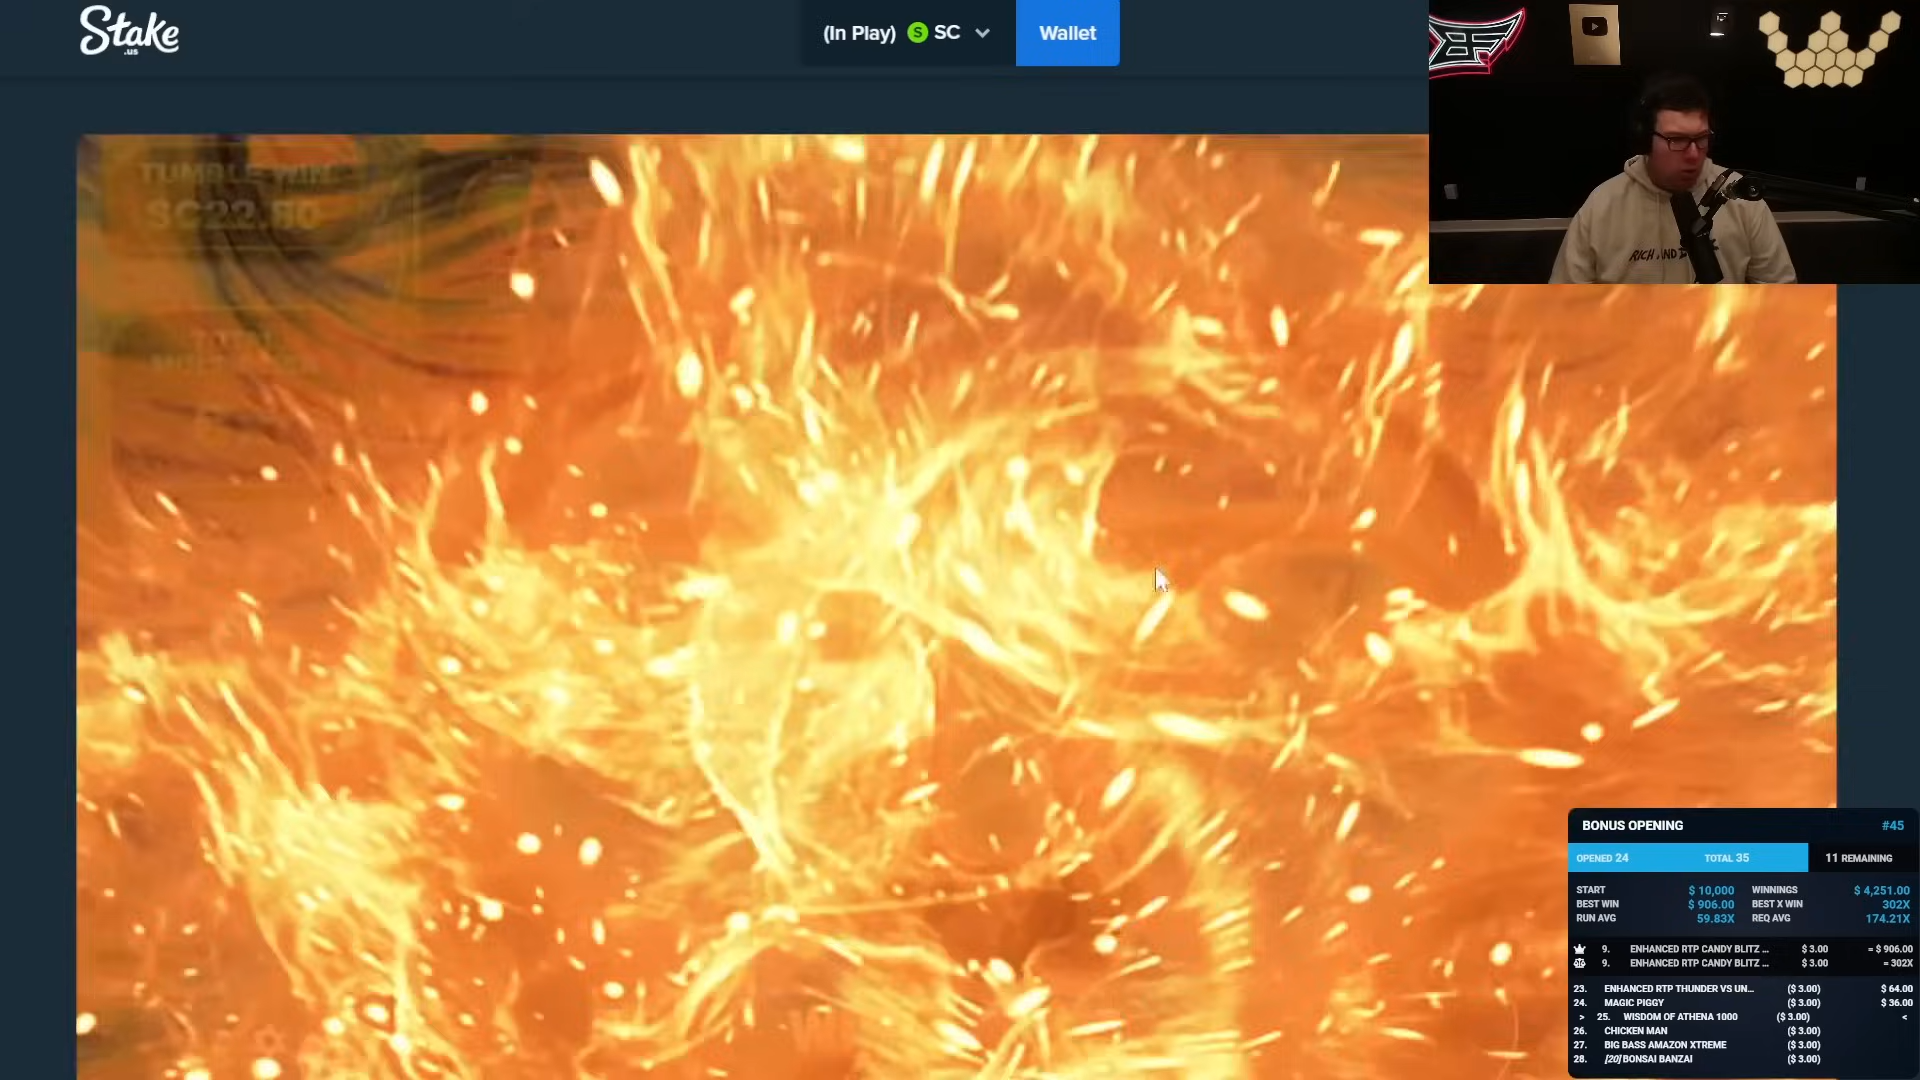 Stake
.us
(In Play) S SC
Wallet
TUMBLE WIN
BONUS OPENING #45
OPENED 24 TOTAL 35 11 REMAINING
START $ 10,000 WINNINGS $ 4,251.00
BEST WIN $ 906.00 BEST X WIN 302X
RUN AVG 59.83X REQ AVG 174.21X
9. ENHANCED RTP CANDY BLITZ ... $ 3.00 = $ 906.00
9. ENHANCED RTP CANDY BLITZ ... $ 3.00 = 302X
23. ENHANCED RTP THUNDER VS UN... ($ 3.00) $ 64.00
24. MAGIC PIGGY ($ 3.00) $ 36.00
> 25. WISDOM OF ATHENA 1000 ($ 3.00) <
26. CHICKEN MAN ($ 3.00)
27. BIG BASS AMAZON XTREME ($ 3.00)
28. [20] BONSAI BANZAI ($ 3.00)